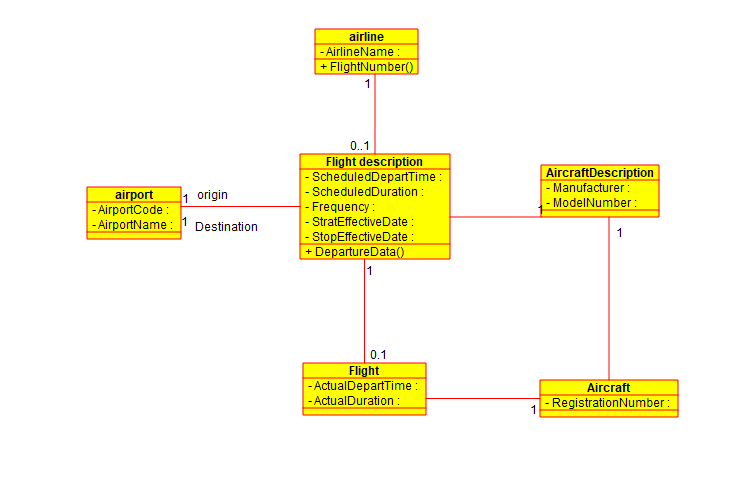 airline
- AirlineName :
+ FlightNumber()
1
0..1
Flight description
- ScheduledDepartTime :
- ScheduledDuration :
- Frequency :
- StratEffectiveDate :
- StopEffectiveDate :
+ DepartureData()
airport
- AirportCode :
- AirportName :
1
origin
1
Destination
AircraftDescription
- Manufacturer :
- ModelNumber :
1
1
1
0.1
Flight
- ActualDepartTime :
- ActualDuration :
1
Aircraft
- RegistrationNumber :